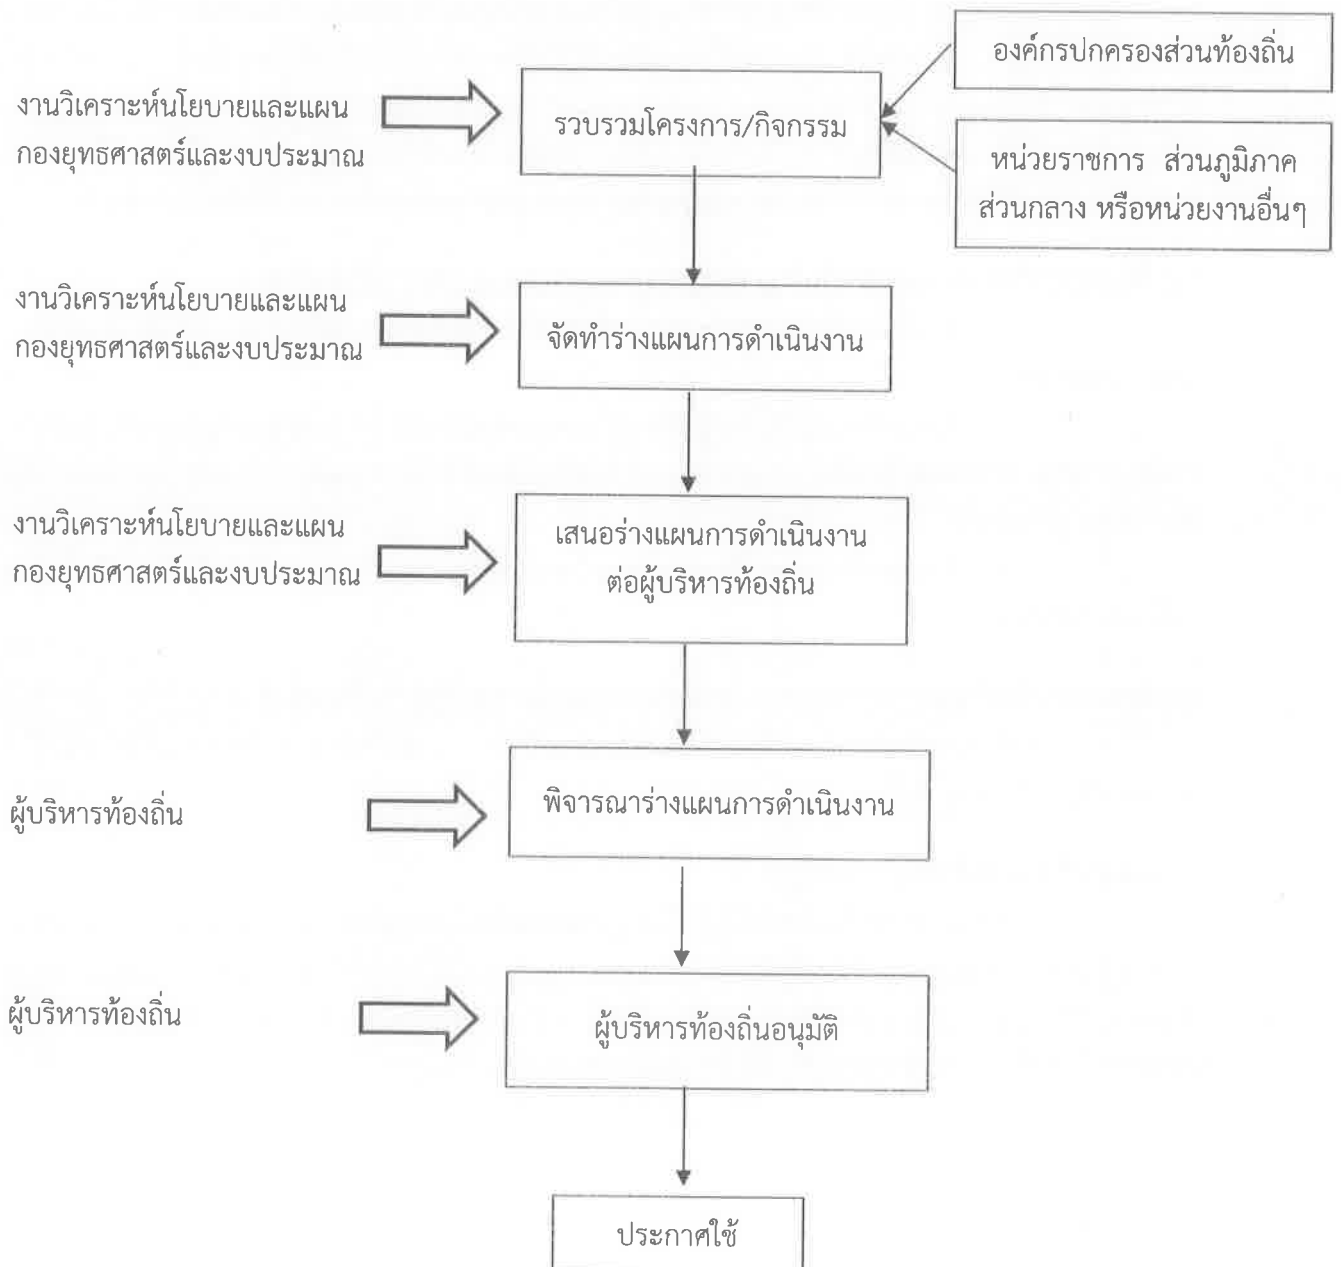 องค์กรปกครองส่วนท้องถิ่น
งานวิเคราะห์นโยบายและแผน
กองยุทธศาสตร์และงบประมาณ
รวบรวมโครงการ/กิจกรรม
หน่วยราชการ ส่วนภูมิภาค
ส่วนกลาง หรือหน่วยงานอื่นๆ
งานวิเคราะห์นโยบายและแผน
กองยุทธศาสตร์และงบประมาณ
จัดทำร่างแผนการดำเนินงาน
งานวิเคราะห์นโยบายและแผน
กองยุทธศาสตร์และงบประมาณ
เสนอร่างแผนการดำเนินงาน
ต่อผู้บริหารท้องถิ่น
ผู้บริหารท้องถิ่น
พิจารณาร่างแผนการดำเนินงาน
ผู้บริหารท้องถิ่น
ผู้บริหารท้องถิ่นอนุมัติ
ประกาศใช้